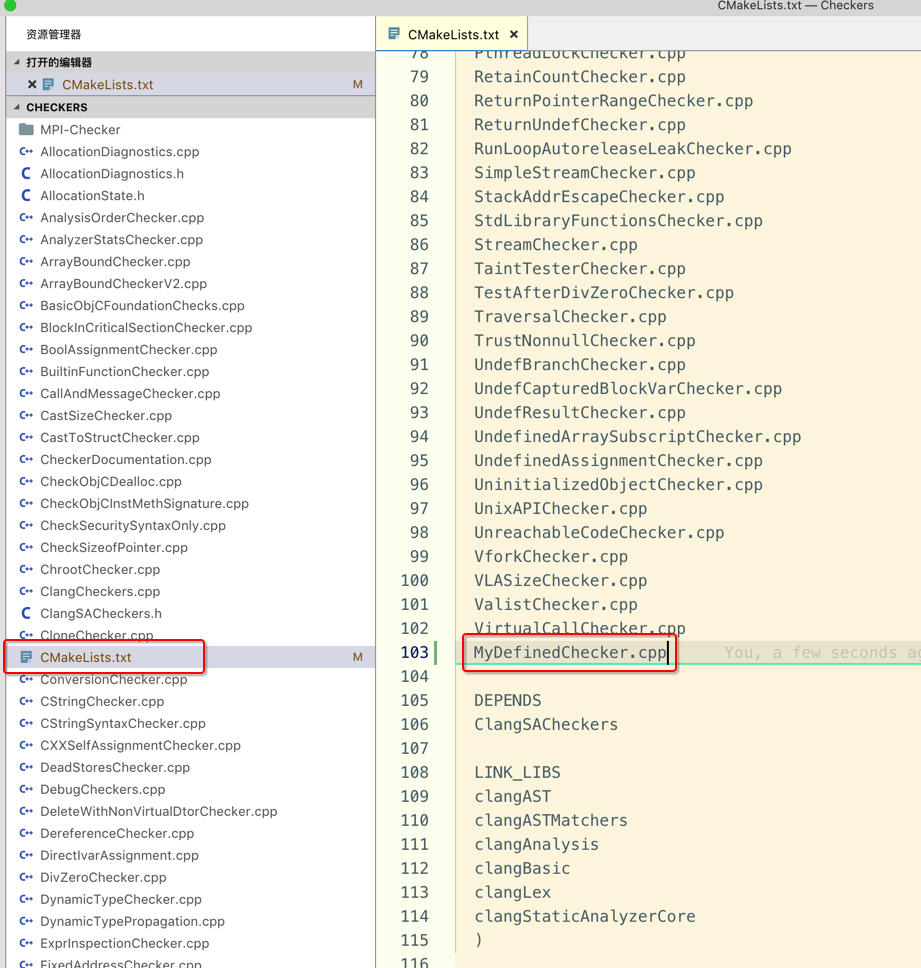 CMakeLists.txt — Checkers
资源管理器
打开的编辑器
CMakeLists.txt M
CHECKERS
MPI-Checker
AllocationDiagnostics.cpp
AllocationDiagnostics.h
AllocationState.h
AnalysisOrderChecker.cpp
AnalyzerStatsChecker.cpp
ArrayBoundChecker.cpp
ArrayBoundCheckerV2.cpp
BasicObjCFoundationChecks.cpp
BlockInCriticalSectionChecker.cpp
BoolAssignmentChecker.cpp
BuiltinFunctionChecker.cpp
CallAndMessageChecker.cpp
CastSizeChecker.cpp
CastToStructChecker.cpp
CheckerDocumentation.cpp
CheckObjCDealloc.cpp
CheckObjCInstMethSignature.cpp
CheckSecuritySyntaxOnly.cpp
CheckSizeofPointer.cpp
ChrootChecker.cpp
ClangCheckers.cpp
ClangSACheckers.h
CloneChecker.cpp
CMakeLists.txt M
ConversionChecker.cpp
CStringChecker.cpp
CStringSyntaxChecker.cpp
CXXSelfAssignmentChecker.cpp
DeadStoresChecker.cpp
DebugCheckers.cpp
DeleteWithNonVirtualDtorChecker.cpp
DereferenceChecker.cpp
DirectIvarAssignment.cpp
DivZeroChecker.cpp
DynamicTypeChecker.cpp
DynamicTypePropagation.cpp
ExprInspectionChecker.cpp
FixedAddressChecker.cpp
CMakeLists.txt
78 PthreadLockChecker.cpp
79 RetainCountChecker.cpp
80 ReturnPointerRangeChecker.cpp
81 ReturnUndefChecker.cpp
82 RunLoopAutoreleaseLeakChecker.cpp
83 SimpleStreamChecker.cpp
84 StackAddrEscapeChecker.cpp
85 StdLibraryFunctionsChecker.cpp
86 StreamChecker.cpp
87 TaintTesterChecker.cpp
88 TestAfterDivZeroChecker.cpp
89 TraversalChecker.cpp
90 TrustNonnullChecker.cpp
91 UndefBranchChecker.cpp
92 UndefCapturedBlockVarChecker.cpp
93 UndefResultChecker.cpp
94 UndefinedArraySubscriptChecker.cpp
95 UndefinedAssignmentChecker.cpp
96 UninitializedObjectChecker.cpp
97 UnixAPIChecker.cpp
98 UnreachableCodeChecker.cpp
99 VforkChecker.cpp
100 VLASizeChecker.cpp
101 ValistChecker.cpp
102 VirtualCallChecker.cpp
103 MyDefinedChecker.cpp You, a few seconds
104
105 DEPENDS
106 ClangSACheckers
107
108 LINK_LIBS
109 clangAST
110 clangASTMatchers
111 clangAnalysis
112 clangBasic
113 clangLex
114 clangStaticAnalyzerCore
115 )
116